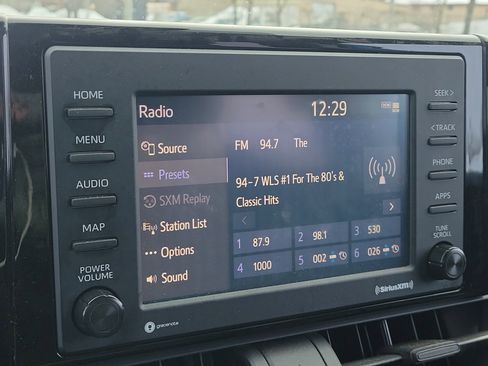 HOME
MENU
AUDIO
MAP
POWER
VOLUME
gracenote
Radio
12:29
Source
Presets
SXM Replay
Station List
Options
Sound
FM 94.7 The
94-7 WLS #1 For The 80's &
Classic Hits
<
>
1 87.9
2 98.1
3 530
4 1000
5 002
6 026
SEEK >
< TRACK
PHONE
APPS
TUNE
SCROLL
SiriusXM